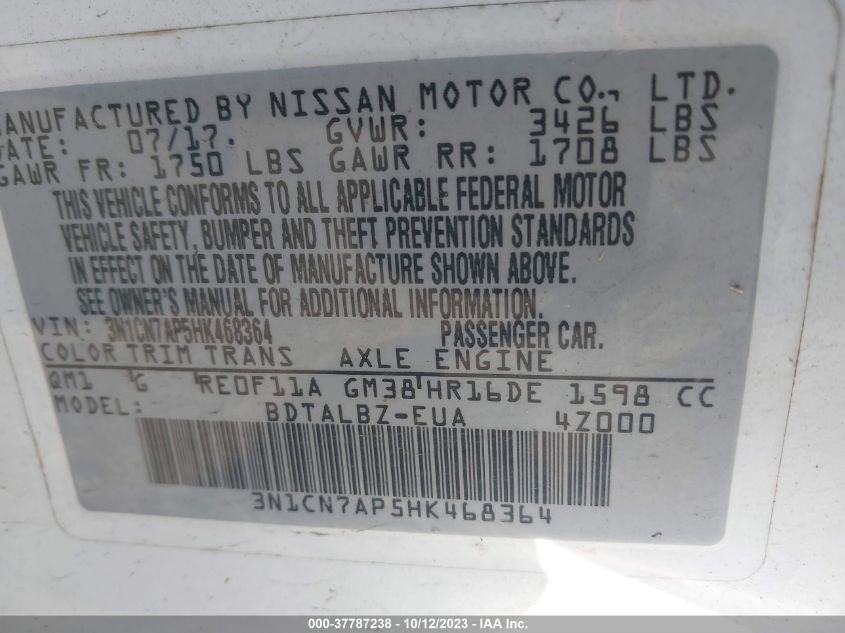 MANUFACTURED BY NISSAN MOTOR CO., LTD.
DATE: 07/17. GVWR: 3426 LBS
GAWR FR: 1750 LBS GAWR RR: 1708 LBS
THIS VEHICLE CONFORMS TO ALL APPLICABLE FEDERAL MOTOR
VEHICLE SAFETY, BUMPER AND THEFT PREVENTION STANDARDS
IN EFFECT ON THE DATE OF MANUFACTURE SHOWN ABOVE.
SEE OWNER'S MANUAL FOR ADDITIONAL INFORMATION.
VIN: 3N1CN7AP5HK468364 PASSENGER CAR.
COLOR TRIM TRANS AXLE ENGINE
QM1 G RE0F11A GM38 HR16DE 1598 CC
MODEL: BDTALBZ-EUA 4Z000
3N1CN7AP5HK468364
000-37787238 - 10/12/2023 - IAA Inc.